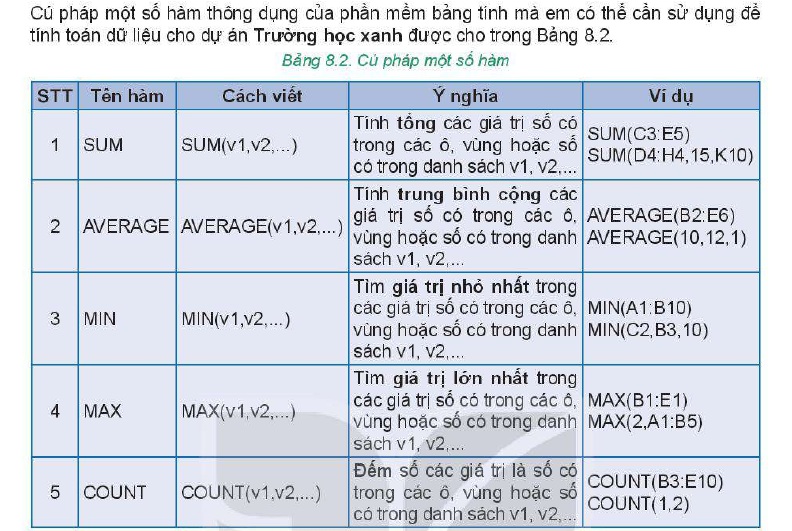 Cú pháp một số hàm thông dụng của phần mềm bảng tính mà em có thể cần sử dụng để
tính toán dữ liệu cho dự án Trường học xanh được cho trong Bảng 8.2.
Bảng 8.2. Cú pháp một số hàm
STT Tên hàm Cách viết Ý nghĩa Ví dụ
1 SUM SUM(v1,v2,...)
Tính tổng các giá trị số có
trong các ô, vùng hoặc số
có trong danh sách v1, v2,...
SUM(C3:E5)
SUM(D4:H4,15,K10)
2 AVERAGE AVERAGE(v1,v2,...)
Tính trung bình cộng các
giá trị số có trong các ô,
vùng hoặc số có trong danh
sách v1, v2,...
AVERAGE(B2:E6)
AVERAGE(10,12,1)
3 MIN MIN(v1,v2,...)
Tìm giá trị nhỏ nhất trong
các giá trị số có trong các ô,
vùng hoặc số có trong danh
sách v1, v2,...
MIN(A1:B10)
MIN(C2,B3,10)
4 MAX MAX(v1,v2,...)
Tìm giá trị lớn nhất trong
các giá trị số có trong các ô,
vùng hoặc số có trong danh
sách v1, v2,...
MAX(B1:E1)
MAX(2,A1:B5)
5 COUNT COUNT(v1,v2,...)
Đếm số các giá trị là số có
trong các ô, vùng hoặc số
có trong danh sách v1, v2,...
COUNT(B3:E10)
COUNT(1,2)